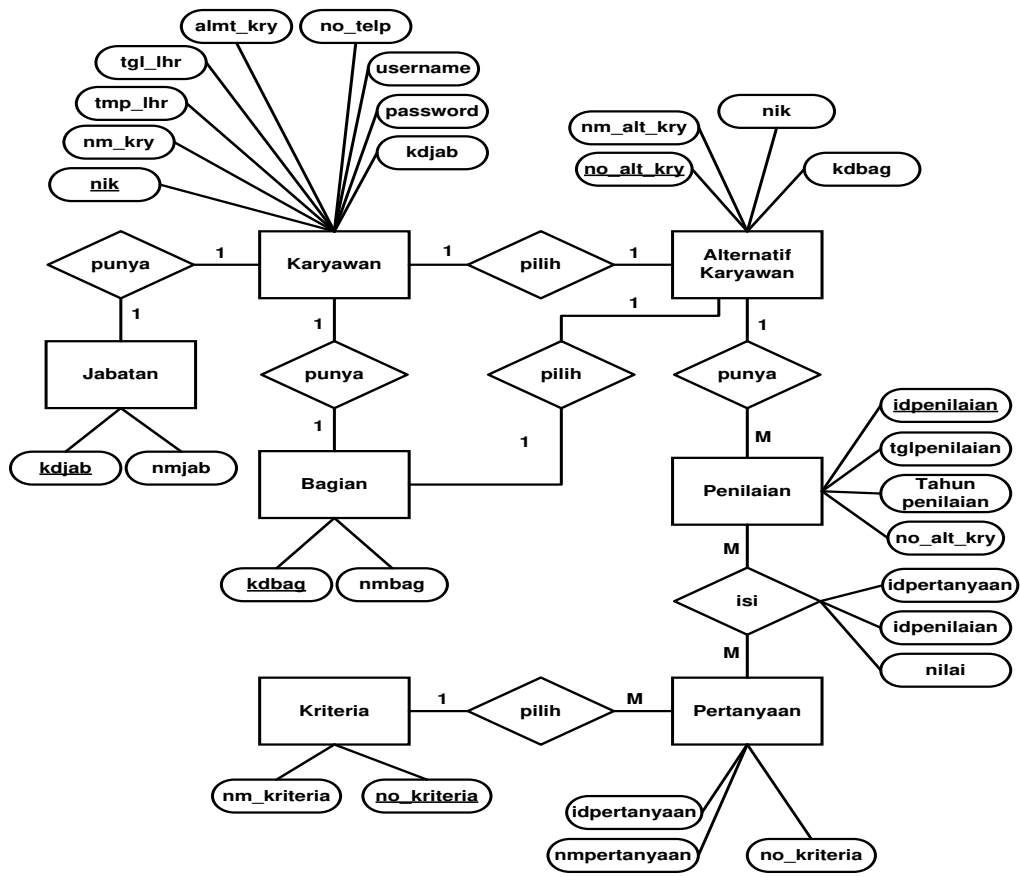 almt_kry
no_telp
tgl_lhr
username
tmp_lhr
password
nm_kry
kdjab
nik
nm_alt_kry
nik
no_alt_kry
kdbag
punya
1
Karyawan
1
pilih
1
Alternatif
Karyawan
1
1
1
1
Jabatan
punya
pilih
punya
kdjab
nmjab
1
1
M
Bagian
Penilaian
idpenilaian
tglpenilaian
Tahun
penilaian
no_alt_kry
kdbag
nmbag
M
isi
idpertanyaan
idpenilaian
nilai
M
Kriteria
1
pilih
M
Pertanyaan
nm_kriteria
no_kriteria
idpertanyaan
nmpertanyaan
no_kriteria